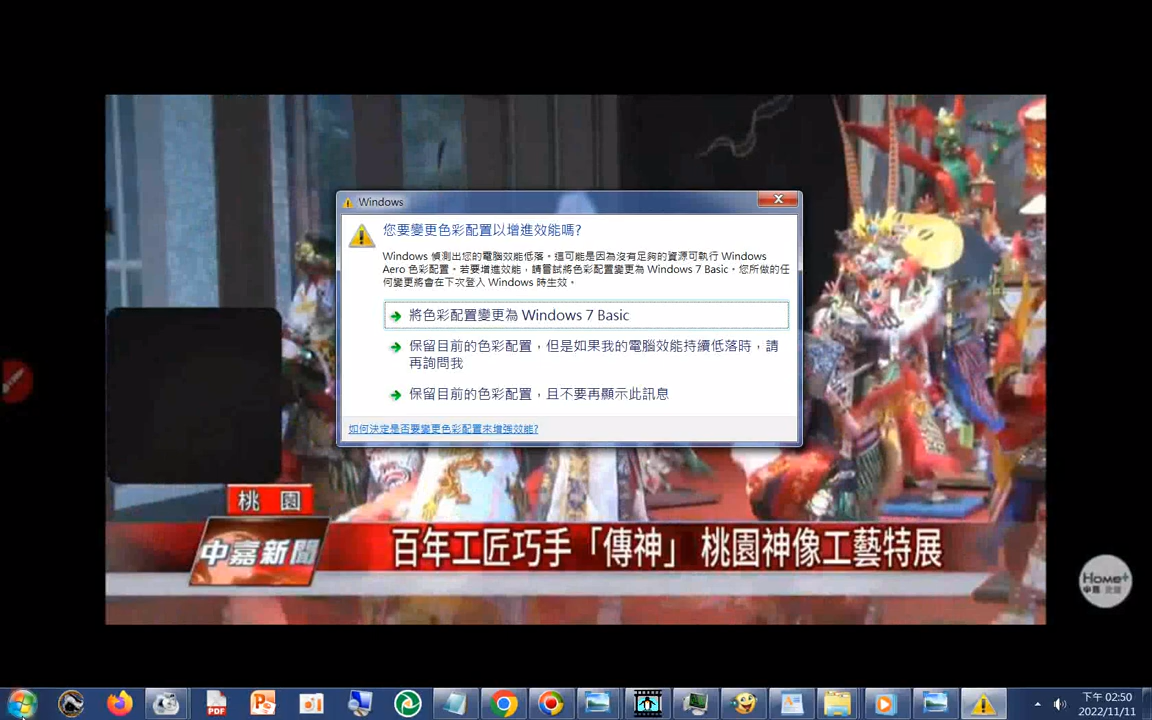 Windows
您要變更色彩配置以增進效能嗎?
Windows 偵測出您的電腦效能低落。這可能是因為沒有足夠的資源可執行 Windows
Aero 色彩配置。若要增進效能，請嘗試將色彩配置變更為 Windows 7 Basic。您所做的任
何變更將會在下次登入 Windows 時生效。
將色彩配置變更為 Windows 7 Basic
保留目前的色彩配置，但是如果我的電腦效能持續低落時，請
再詢問我
保留目前的色彩配置，且不要再顯示此訊息
如何決定是否要變更色彩配置來增強效能?
桃園
中嘉新聞
百年工匠巧手「傳神」 桃園神像工藝特展
Home+
中嘉
PDF
下午 02:50
2022/11/11